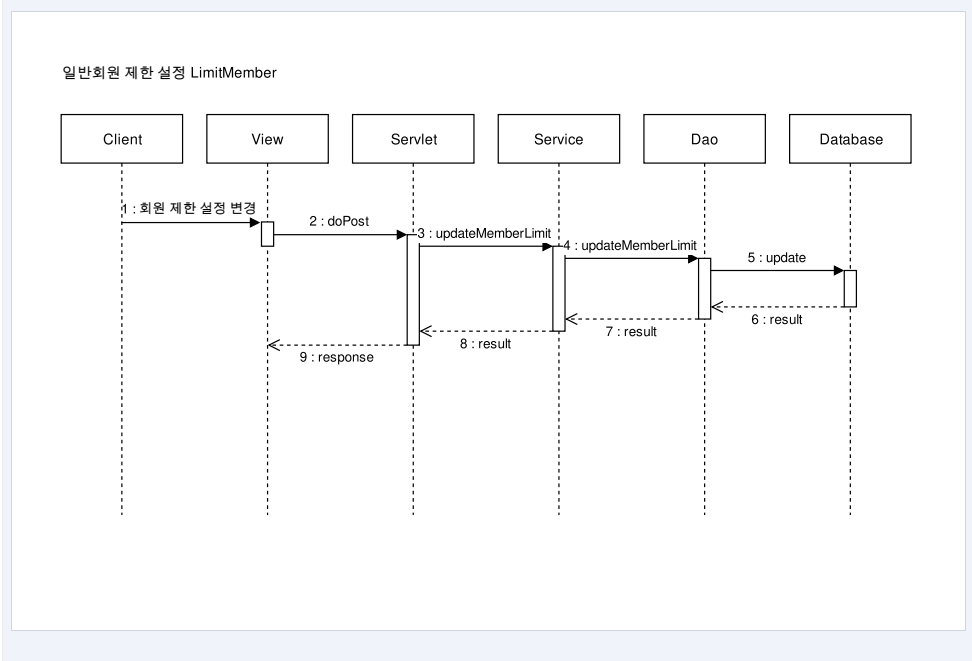 일반회원 제한 설정 LimitMember
Client
View
Servlet
Service
Dao
Database
1 : 회원 제한 설정 변경
2 : doPost
3 : updateMemberLimit
4 : updateMemberLimit
5 : update
6 : result
7 : result
8 : result
9 : response